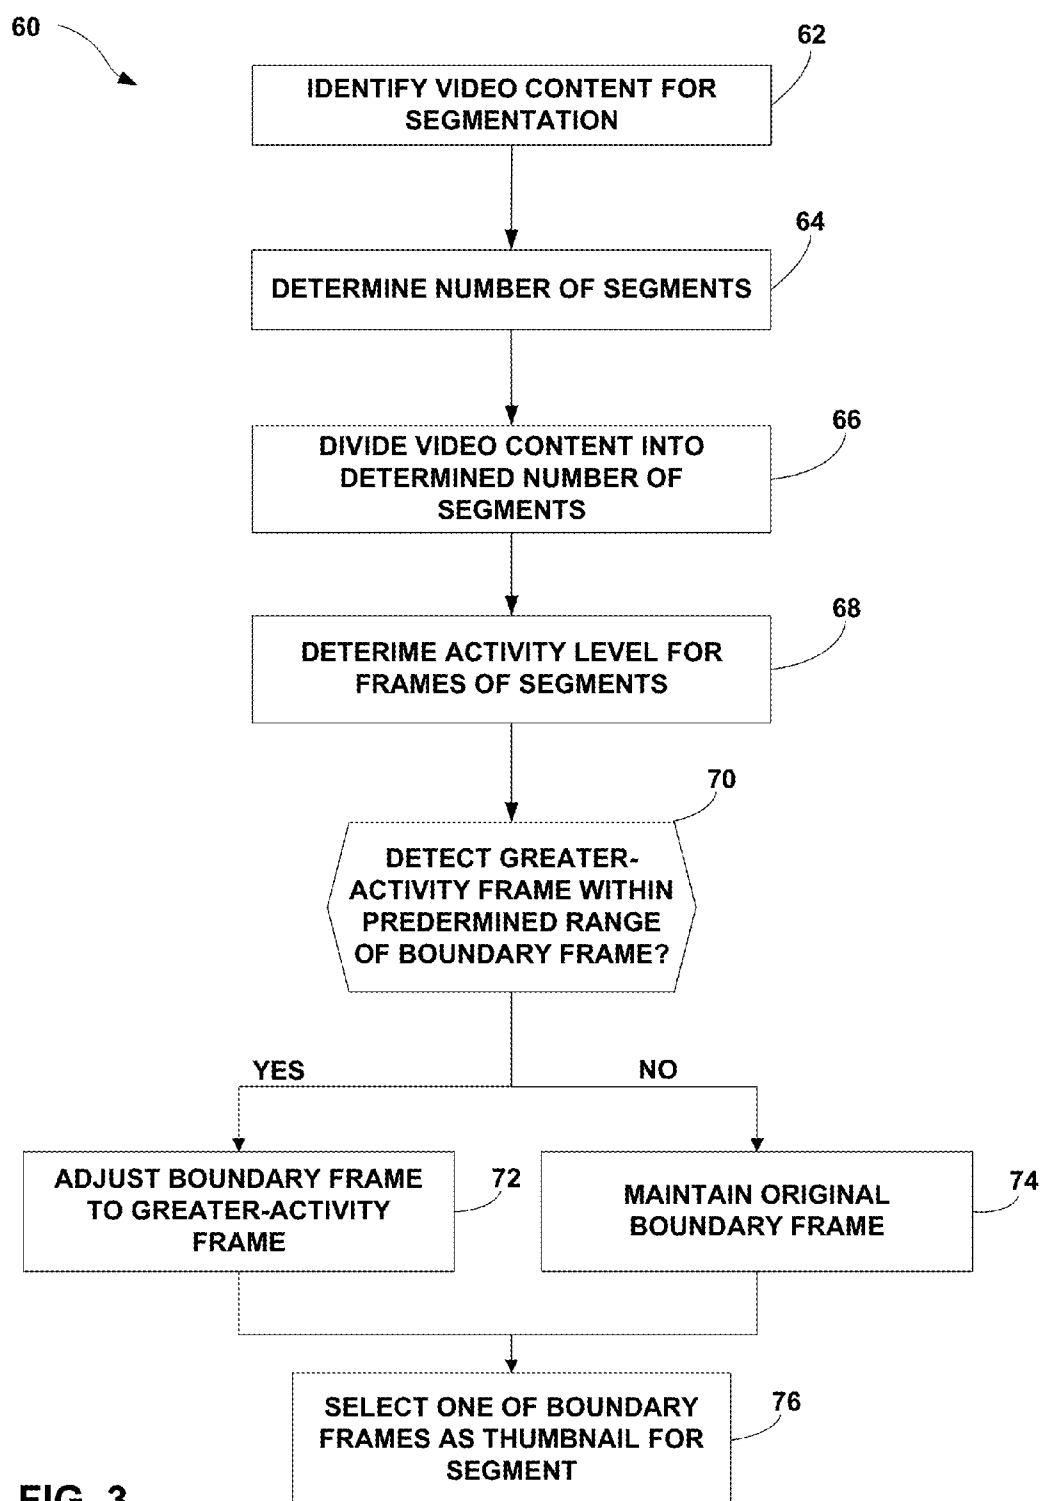 60
62
IDENTIFY VIDEO CONTENT FOR
SEGMENTATION
64
DETERMINE NUMBER OF SEGMENTS
66
DIVIDE VIDEO CONTENT INTO
DETERMINED NUMBER OF
SEGMENTS
68
DETERIME ACTIVITY LEVEL FOR
FRAMES OF SEGMENTS
70
DETECT GREATER-
ACTIVITY FRAME WITHIN
PREDERMINED RANGE
OF BOUNDARY FRAME?
YES
NO
ADJUST BOUNDARY FRAME
TO GREATER-ACTIVITY
FRAME
72
MAINTAIN ORIGINAL
BOUNDARY FRAME
74
SELECT ONE OF BOUNDARY
FRAMES AS THUMBNAIL FOR
SEGMENT
76
FIG. 3